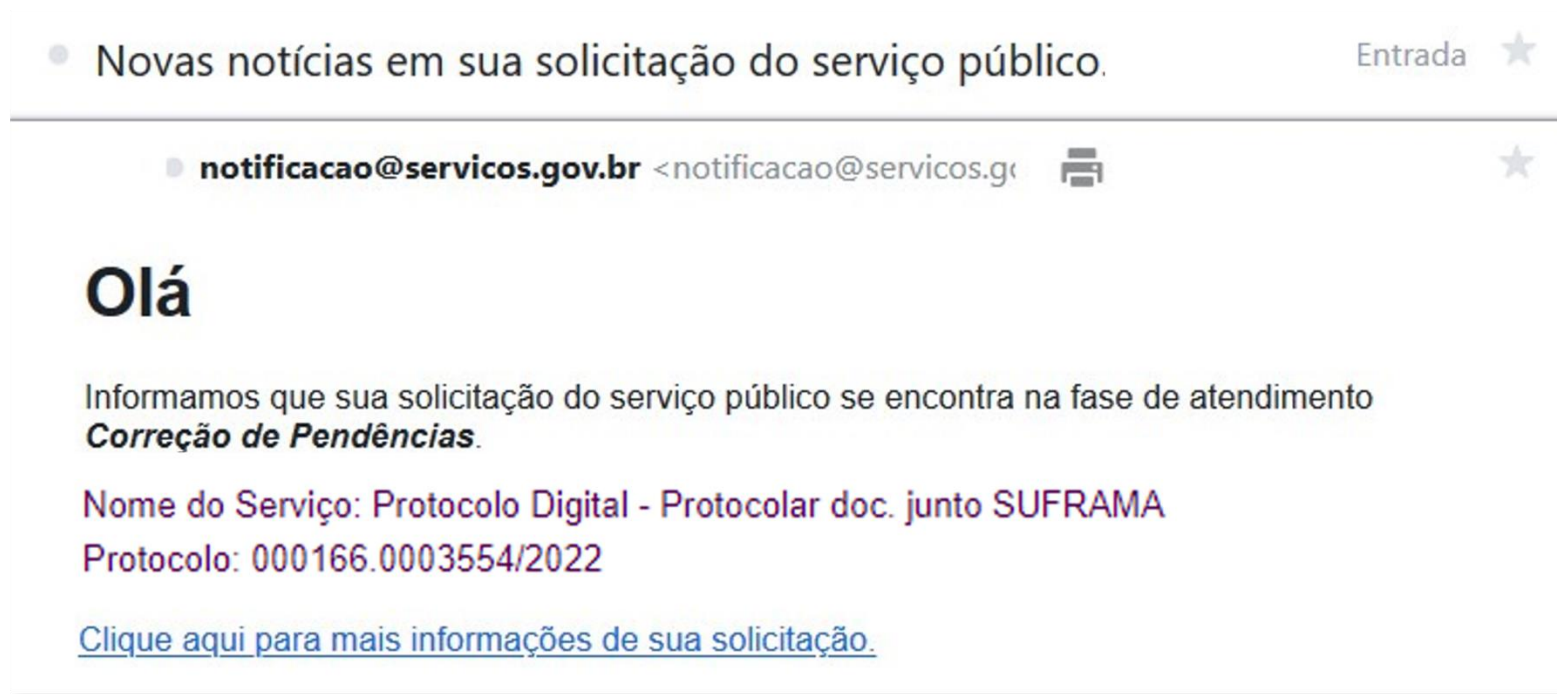 Novas notícias em sua solicitação do serviço público.
Entrada
notificacao@servicos.gov.br <notificacao@servicos.g
Olá
Informamos que sua solicitação do serviço público se encontra na fase de atendimento
Correção de Pendências.
Nome do Serviço: Protocolo Digital - Protocolar doc. junto SUFRAMA
Protocolo: 000166.0003554/2022
Clique aqui para mais informações de sua solicitação.